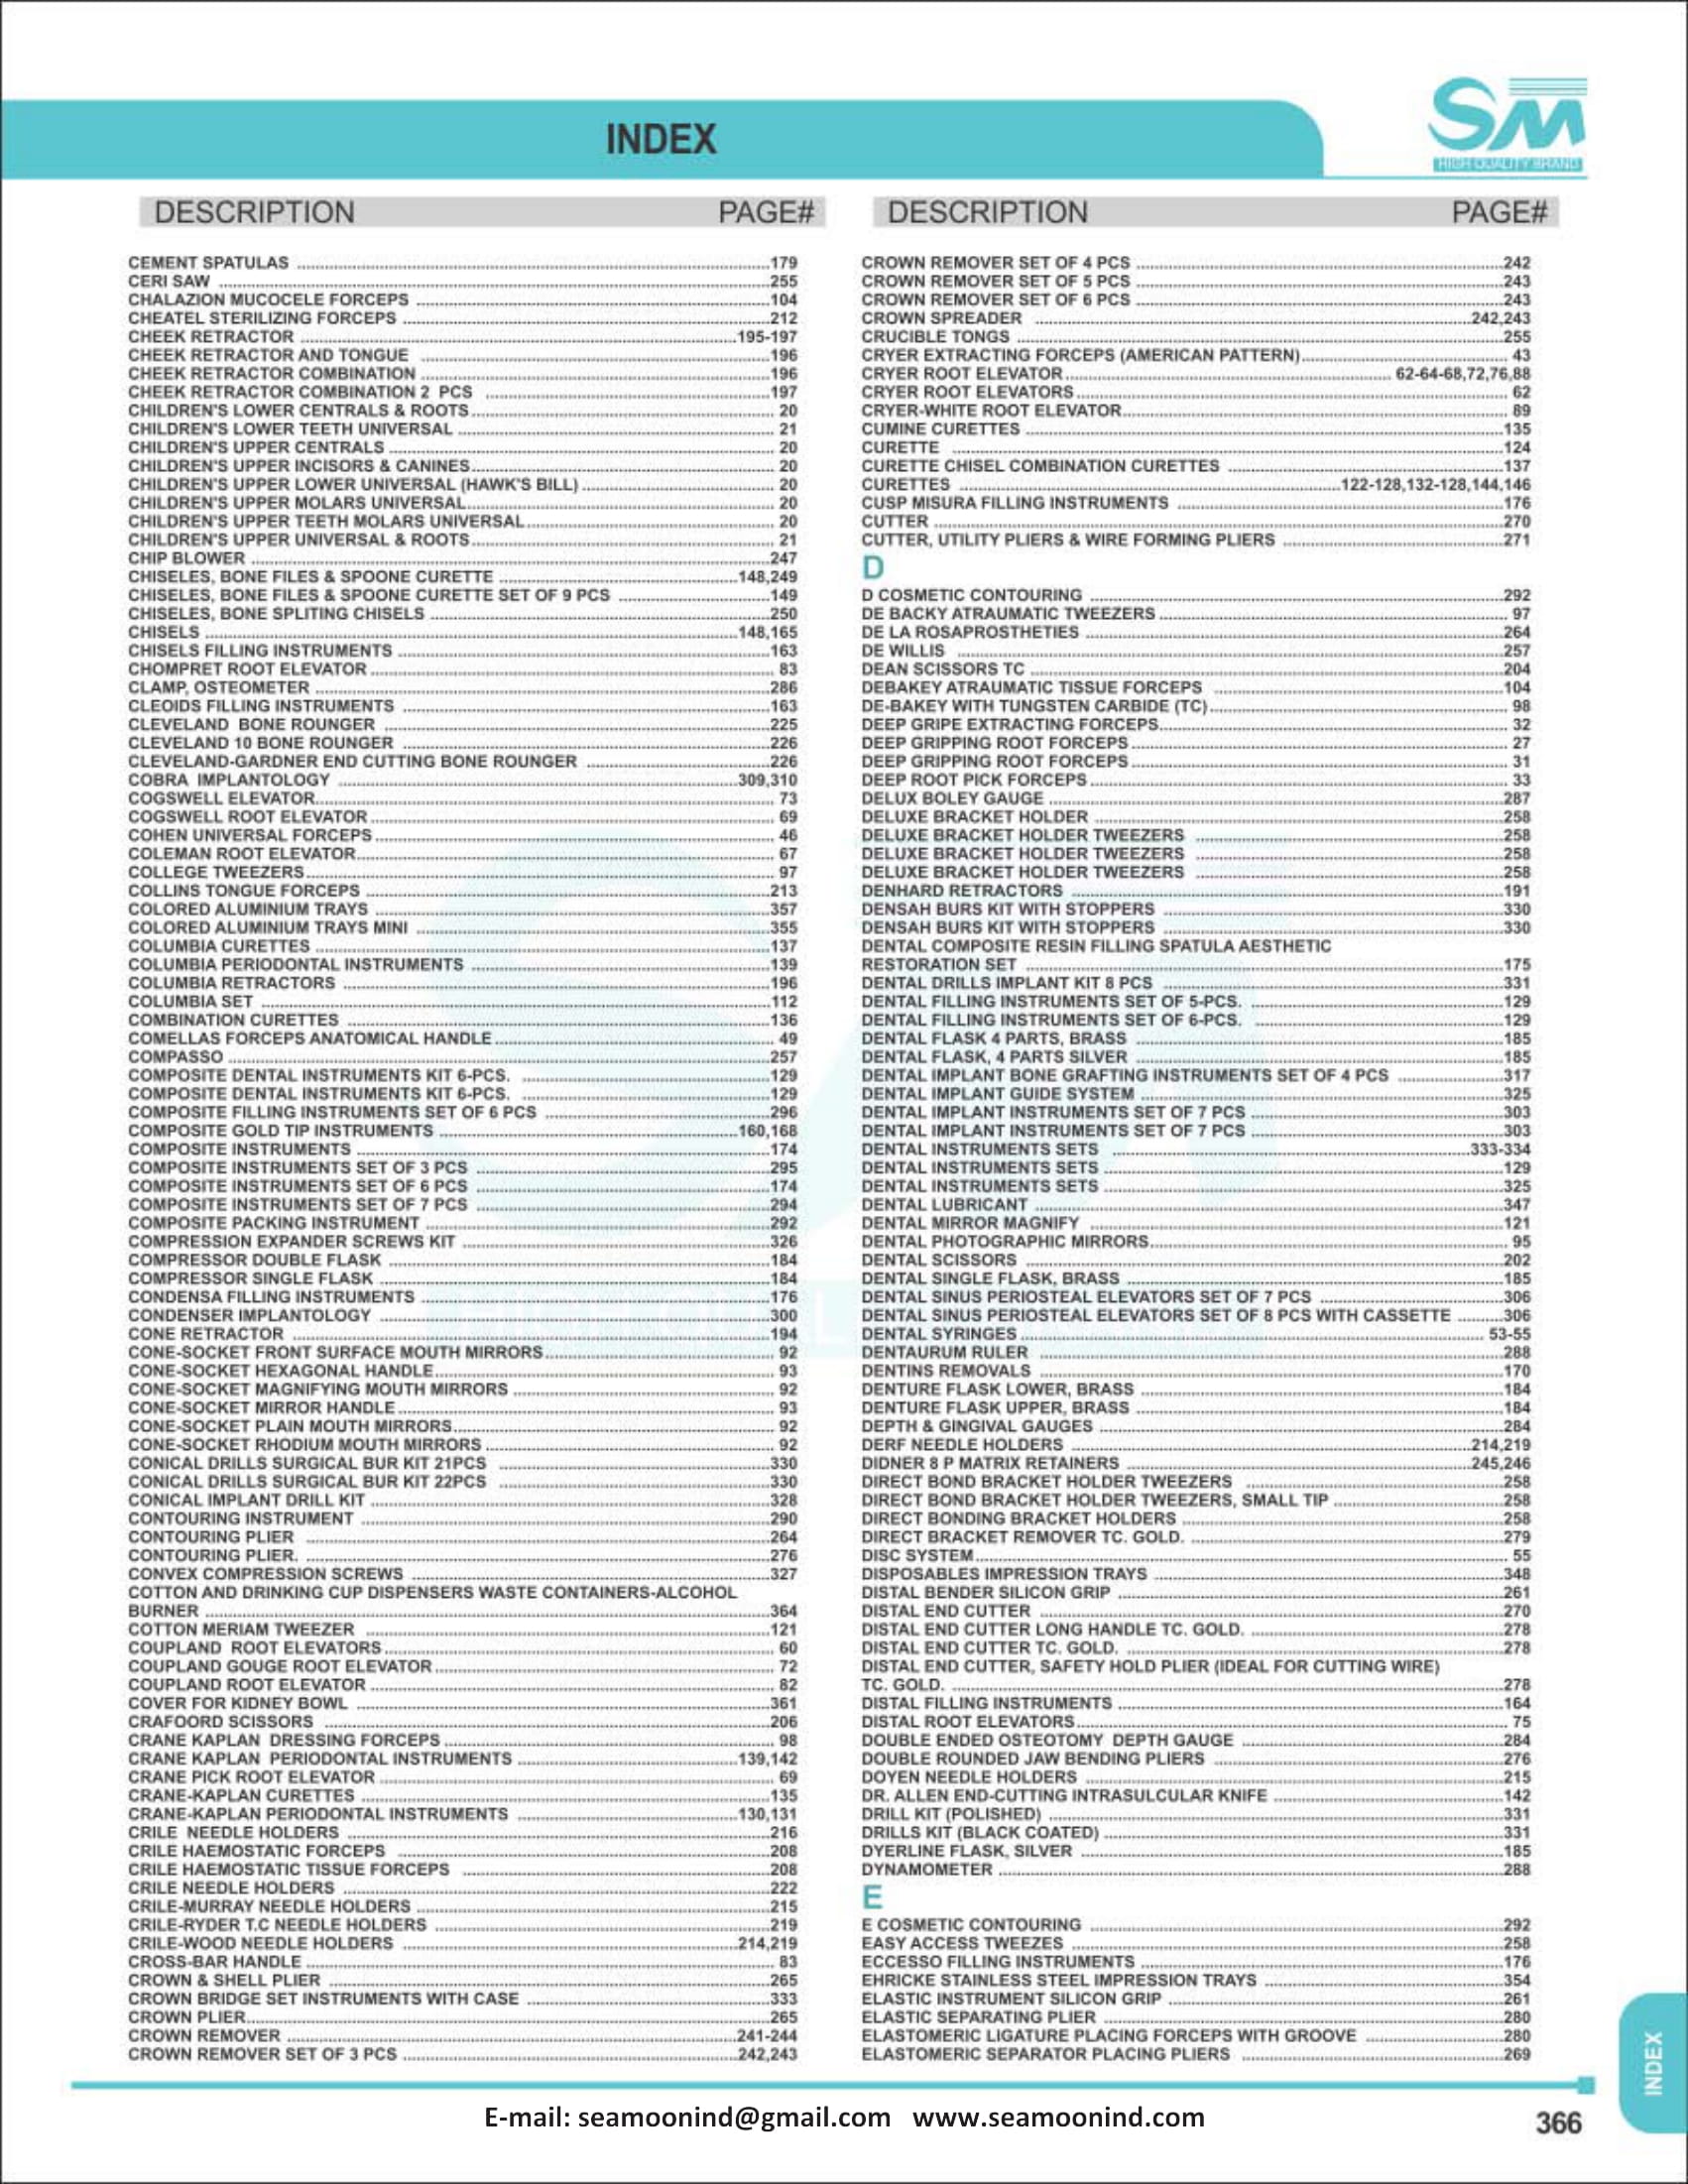 INDEX
SM
HIGH QUALITY BRAND
DESCRIPTION PAGE#
CEMENT SPATULAS 179
CERI SAW 255
CHALAZION MUCOCELE FORCEPS 104
CHEATEL STERILIZING FORCEPS 212
CHEEK RETRACTOR 195-197
CHEEK RETRACTOR AND TONGUE 196
CHEEK RETRACTOR COMBINATION 196
CHEEK RETRACTOR COMBINATION 2 PCS 197
CHILDREN'S LOWER CENTRALS & ROOTS 20
CHILDREN'S LOWER TEETH UNIVERSAL 21
CHILDREN'S UPPER CENTRALS 20
CHILDREN'S UPPER INCISORS & CANINES 20
CHILDREN'S UPPER LOWER UNIVERSAL (HAWK'S BILL) 20
CHILDREN'S UPPER MOLARS UNIVERSAL 20
CHILDREN'S UPPER TEETH MOLARS UNIVERSAL 20
CHILDREN'S UPPER UNIVERSAL & ROOTS 21
CHIP BLOWER 247
CHISELES, BONE FILES & SPOONE CURETTE 148,249
CHISELES, BONE FILES & SPOONE CURETTE SET OF 9 PCS 149
CHISELES, BONE SPLITING CHISELS 250
CHISELS 148,165
CHISELS FILLING INSTRUMENTS 163
CHOMPRET ROOT ELEVATOR 83
CLAMP, OSTEOMETER 286
CLEOIDS FILLING INSTRUMENTS 163
CLEVELAND BONE ROUNGER 225
CLEVELAND 10 BONE ROUNGER 226
CLEVELAND-GARDNER END CUTTING BONE ROUNGER 226
COBRA IMPLANTOLOGY 309,310
COGSWELL ELEVATOR 73
COGSWELL ROOT ELEVATOR 69
COHEN UNIVERSAL FORCEPS 46
COLEMAN ROOT ELEVATOR 67
COLLEGE TWEEZERS 97
COLLINS TONGUE FORCEPS 213
COLORED ALUMINIUM TRAYS 357
COLORED ALUMINIUM TRAYS MINI 355
COLUMBIA CURETTES 137
COLUMBIA PERIODONTAL INSTRUMENTS 139
COLUMBIA RETRACTORS 196
COLUMBIA SET 112
COMBINATION CURETTES 136
COMELLAS FORCEPS ANATOMICAL HANDLE 49
COMPASSO 257
COMPOSITE DENTAL INSTRUMENTS KIT 6-PCS. 129
COMPOSITE DENTAL INSTRUMENTS KIT 6-PCS. 129
COMPOSITE FILLING INSTRUMENTS SET OF 6 PCS 296
COMPOSITE GOLD TIP INSTRUMENTS 160,168
COMPOSITE INSTRUMENTS 174
COMPOSITE INSTRUMENTS SET OF 3 PCS 295
COMPOSITE INSTRUMENTS SET OF 6 PCS 174
COMPOSITE INSTRUMENTS SET OF 7 PCS 294
COMPOSITE PACKING INSTRUMENT 292
COMPRESSION EXPANDER SCREWS KIT 326
COMPRESSOR DOUBLE FLASK 184
COMPRESSOR SINGLE FLASK 184
CONDENSA FILLING INSTRUMENTS 176
CONDENSER IMPLANTOLOGY 300
CONE RETRACTOR 194
CONE-SOCKET FRONT SURFACE MOUTH MIRRORS 92
CONE-SOCKET HEXAGONAL HANDLE 93
CONE-SOCKET MAGNIFYING MOUTH MIRRORS 92
CONE-SOCKET MIRROR HANDLE 93
CONE-SOCKET PLAIN MOUTH MIRRORS 92
CONE-SOCKET RHODIUM MOUTH MIRRORS 92
CONICAL DRILLS SURGICAL BUR KIT 21PCS 330
CONICAL DRILLS SURGICAL BUR KIT 22PCS 330
CONICAL IMPLANT DRILL KIT 328
CONTOURING INSTRUMENT 290
CONTOURING PLIER 264
CONTOURING PLIER. 276
CONVEX COMPRESSION SCREWS 327
COTTON AND DRINKING CUP DISPENSERS WASTE CONTAINERS-ALCOHOL
BURNER 364
COTTON MERIAM TWEEZER 121
COUPLAND ROOT ELEVATORS 60
COUPLAND GOUGE ROOT ELEVATOR 72
COUPLAND ROOT ELEVATOR 82
COVER FOR KIDNEY BOWL 361
CRAFOORD SCISSORS 206
CRANE KAPLAN DRESSING FORCEPS 98
CRANE KAPLAN PERIODONTAL INSTRUMENTS 139,142
CRANE PICK ROOT ELEVATOR 69
CRANE-KAPLAN CURETTES 135
CRANE-KAPLAN PERIODONTAL INSTRUMENTS 130,131
CRILE NEEDLE HOLDERS 216
CRILE HAEMOSTATIC FORCEPS 208
CRILE HAEMOSTATIC TISSUE FORCEPS 208
CRILE NEEDLE HOLDERS 222
CRILE-MURRAY NEEDLE HOLDERS 215
CRILE-RYDER T.C NEEDLE HOLDERS 219
CRILE-WOOD NEEDLE HOLDERS 214,219
CROSS-BAR HANDLE 83
CROWN & SHELL PLIER 265
CROWN BRIDGE SET INSTRUMENTS WITH CASE 333
CROWN PLIER 265
CROWN REMOVER 241-244
CROWN REMOVER SET OF 3 PCS 242,243
DESCRIPTION PAGE#
CROWN REMOVER SET OF 4 PCS 242
CROWN REMOVER SET OF 5 PCS 243
CROWN REMOVER SET OF 6 PCS 243
CROWN SPREADER 242,243
CRUCIBLE TONGS 255
CRYER EXTRACTING FORCEPS (AMERICAN PATTERN) 43
CRYER ROOT ELEVATOR 62-64-68,72,76,88
CRYER ROOT ELEVATORS 62
CRYER-WHITE ROOT ELEVATOR 89
CUMINE CURETTES 135
CURETTE 124
CURETTE CHISEL COMBINATION CURETTES 137
CURETTES 122-128,132-128,144,146
CUSP MISURA FILLING INSTRUMENTS 176
CUTTER 270
CUTTER, UTILITY PLIERS & WIRE FORMING PLIERS 271
D
D COSMETIC CONTOURING 292
DE BACKY ATRAUMATIC TWEEZERS 97
DE LA ROSAPROSTHETIES 264
DE WILLIS 257
DEAN SCISSORS TC 204
DEBAKEY ATRAUMATIC TISSUE FORCEPS 104
DE-BAKEY WITH TUNGSTEN CARBIDE (TC) 98
DEEP GRIPE EXTRACTING FORCEPS 32
DEEP GRIPPING ROOT FORCEPS 27
DEEP GRIPPING ROOT FORCEPS 31
DEEP ROOT PICK FORCEPS 33
DELUX BOLEY GAUGE 287
DELUXE BRACKET HOLDER 258
DELUXE BRACKET HOLDER TWEEZERS 258
DELUXE BRACKET HOLDER TWEEZERS 258
DELUXE BRACKET HOLDER TWEEZERS 258
DENHARD RETRACTORS 191
DENSAH BURS KIT WITH STOPPERS 330
DENSAH BURS KIT WITH STOPPERS 330
DENTAL COMPOSITE RESIN FILLING SPATULA AESTHETIC
RESTORATION SET 175
DENTAL DRILLS IMPLANT KIT 8 PCS 331
DENTAL FILLING INSTRUMENTS SET OF 5-PCS. 129
DENTAL FILLING INSTRUMENTS SET OF 6-PCS. 129
DENTAL FLASK 4 PARTS, BRASS 185
DENTAL FLASK, 4 PARTS SILVER 185
DENTAL IMPLANT BONE GRAFTING INSTRUMENTS SET OF 4 PCS 317
DENTAL IMPLANT GUIDE SYSTEM 325
DENTAL IMPLANT INSTRUMENTS SET OF 7 PCS 303
DENTAL IMPLANT INSTRUMENTS SET OF 7 PCS 303
DENTAL INSTRUMENTS SETS 333-334
DENTAL INSTRUMENTS SETS 129
DENTAL INSTRUMENTS SETS 325
DENTAL LUBRICANT 347
DENTAL MIRROR MAGNIFY 121
DENTAL PHOTOGRAPHIC MIRRORS 95
DENTAL SCISSORS 202
DENTAL SINGLE FLASK, BRASS 185
DENTAL SINUS PERIOSTEAL ELEVATORS SET OF 7 PCS 306
DENTAL SINUS PERIOSTEAL ELEVATORS SET OF 8 PCS WITH CASSETTE 306
DENTAL SYRINGES 53-55
DENTAURUM RULER 288
DENTINS REMOVALS 170
DENTURE FLASK LOWER, BRASS 184
DENTURE FLASK UPPER, BRASS 184
DEPTH & GINGIVAL GAUGES 284
DERF NEEDLE HOLDERS 214,219
DIDNER 8 P MATRIX RETAINERS 245,246
DIRECT BOND BRACKET HOLDER TWEEZERS 258
DIRECT BOND BRACKET HOLDER TWEEZERS, SMALL TIP 258
DIRECT BONDING BRACKET HOLDERS 258
DIRECT BRACKET REMOVER TC. GOLD. 279
DISC SYSTEM 55
DISPOSABLES IMPRESSION TRAYS 348
DISTAL BENDER SILICON GRIP 261
DISTAL END CUTTER 270
DISTAL END CUTTER LONG HANDLE TC. GOLD. 278
DISTAL END CUTTER TC. GOLD. 278
DISTAL END CUTTER, SAFETY HOLD PLIER (IDEAL FOR CUTTING WIRE)
TC. GOLD. 278
DISTAL FILLING INSTRUMENTS 164
DISTAL ROOT ELEVATORS 75
DOUBLE ENDED OSTEOTOMY DEPTH GAUGE 284
DOUBLE ROUNDED JAW BENDING PLIERS 276
DOYEN NEEDLE HOLDERS 215
DR. ALLEN END-CUTTING INTRASULCULAR KNIFE 142
DRILL KIT (POLISHED) 331
DRILLS KIT (BLACK COATED) 331
DYERLINE FLASK, SILVER 185
DYNAMOMETER 288
E
E COSMETIC CONTOURING 292
EASY ACCESS TWEEZES 258
ECCESSO FILLING INSTRUMENTS 176
EHRICKE STAINLESS STEEL IMPRESSION TRAYS 354
ELASTIC INSTRUMENT SILICON GRIP 261
ELASTIC SEPARATING PLIER 280
ELASTOMERIC LIGATURE PLACING FORCEPS WITH GROOVE 280
ELASTOMERIC SEPARATOR PLACING PLIERS 269
INDEX
E-mail: seamoonind@gmail.com www.seamoonind.com
366